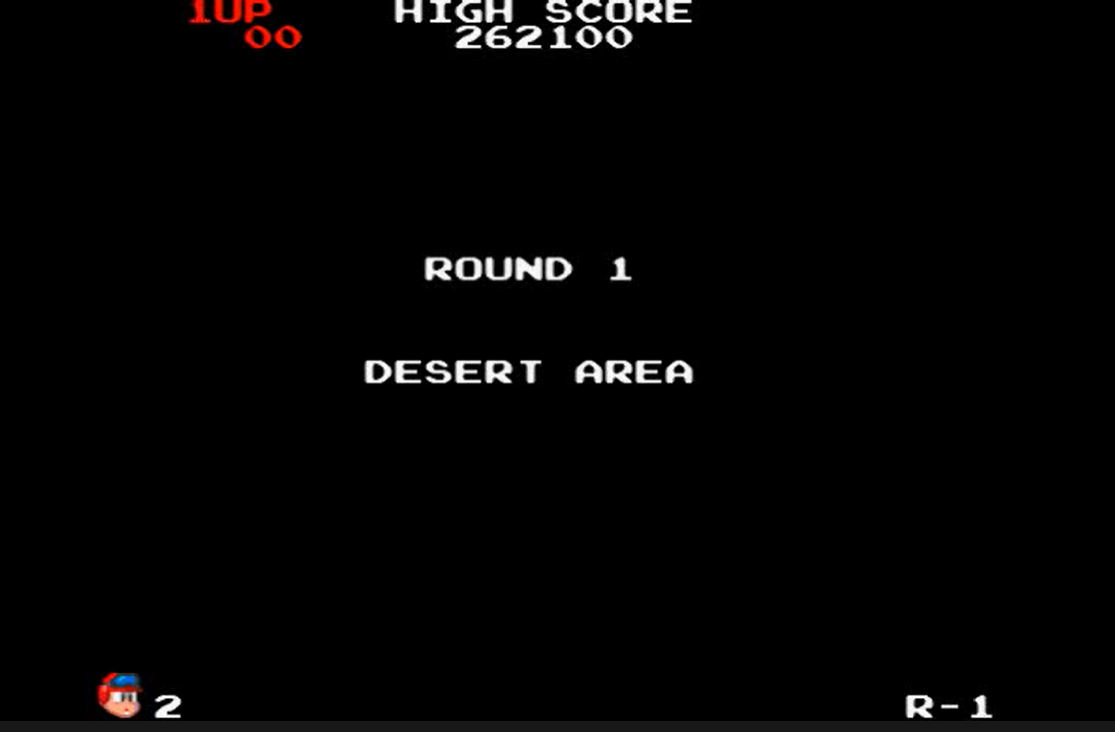 1UP HIGH SCORE
00 262100
ROUND 1
DESERT AREA
2 R-1